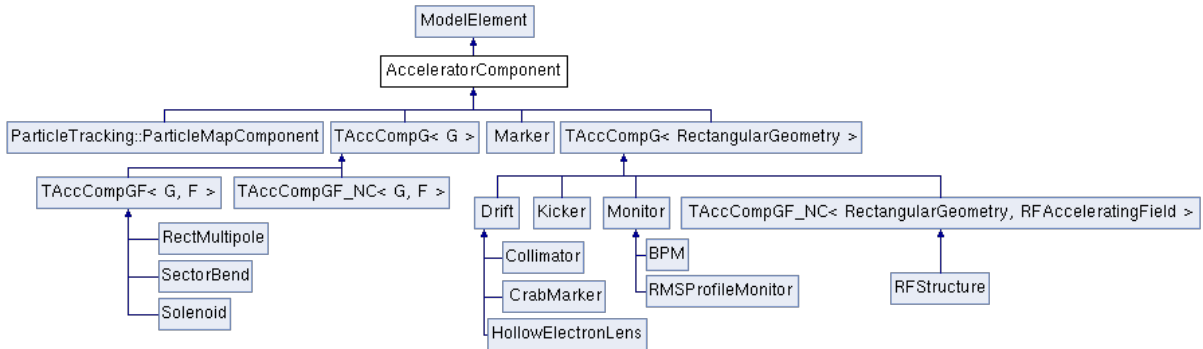 ModelElement
AcceleratorComponent
ParticleTracking::ParticleMapComponent
TAccCompG< G >
Marker
TAccCompG< RectangularGeometry >
TAccCompGF< G, F >
TAccCompGF_NC< G, F >
Drift
Kicker
Monitor
TAccCompGF_NC< RectangularGeometry, RFAcceleratingField >
RectMultipole
SectorBend
Solenoid
Collimator
CrabMarker
HollowElectronLens
BPM
RMSProfileMonitor
RFStructure